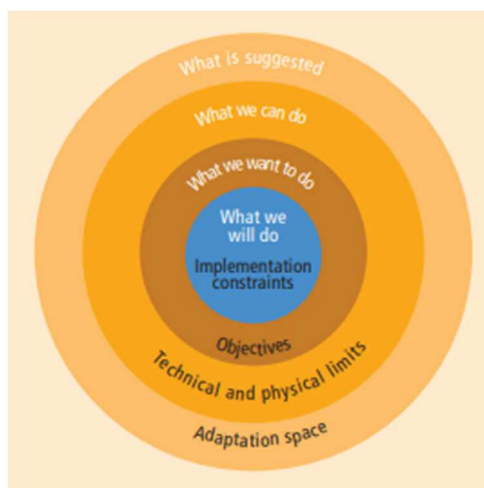 What is suggested
What we can do
What we want to do
What we
will do
Implementation
constraints
Objectives
Technical and physical limits
Adaptation space